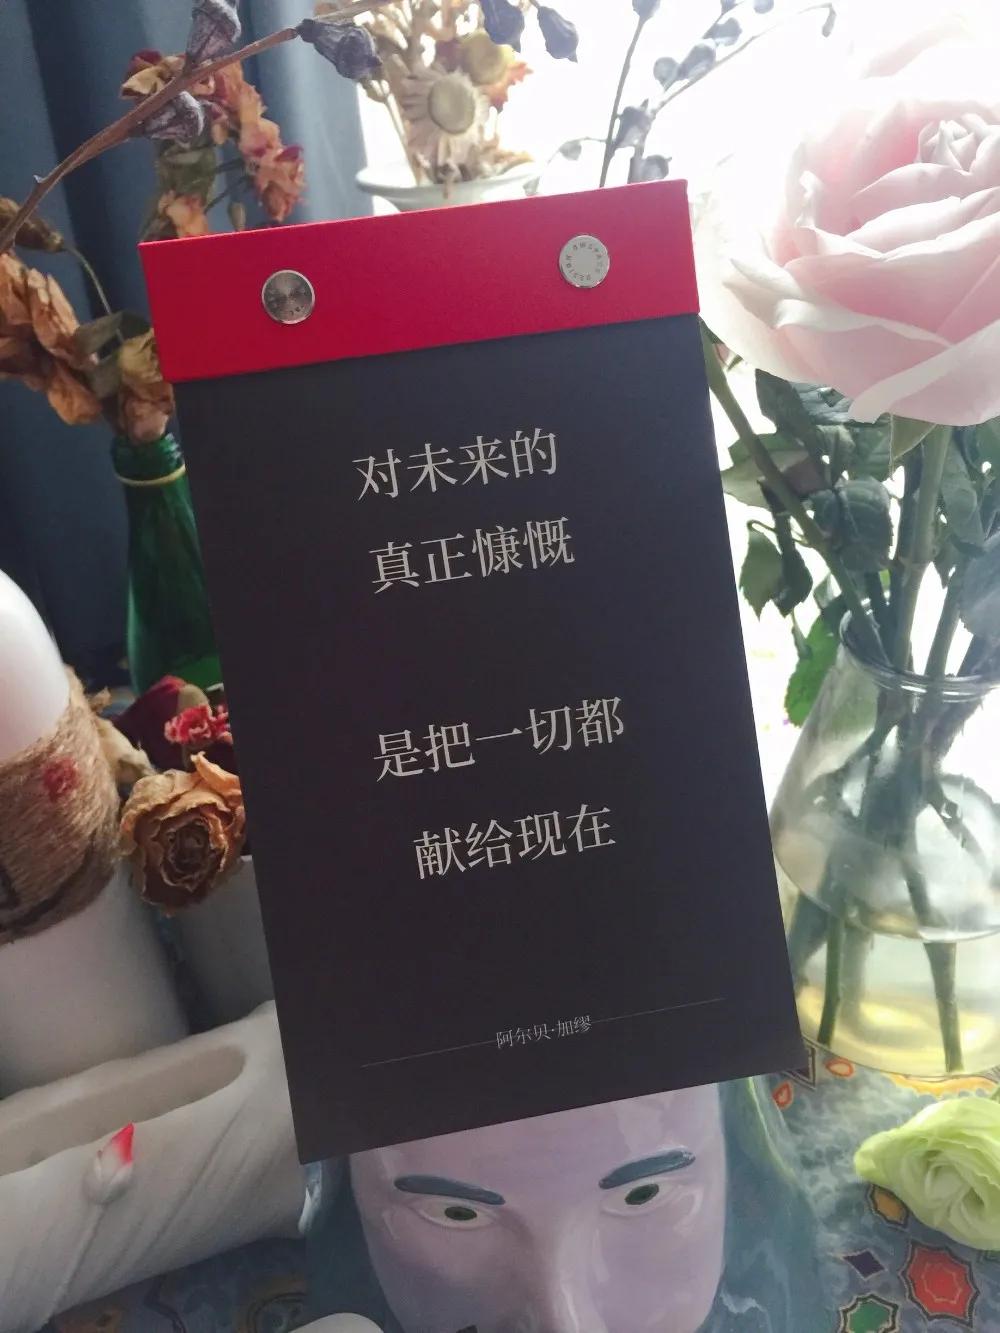 对未来的
真正慷慨
是把一切都
献给现在
阿尔贝·加缪